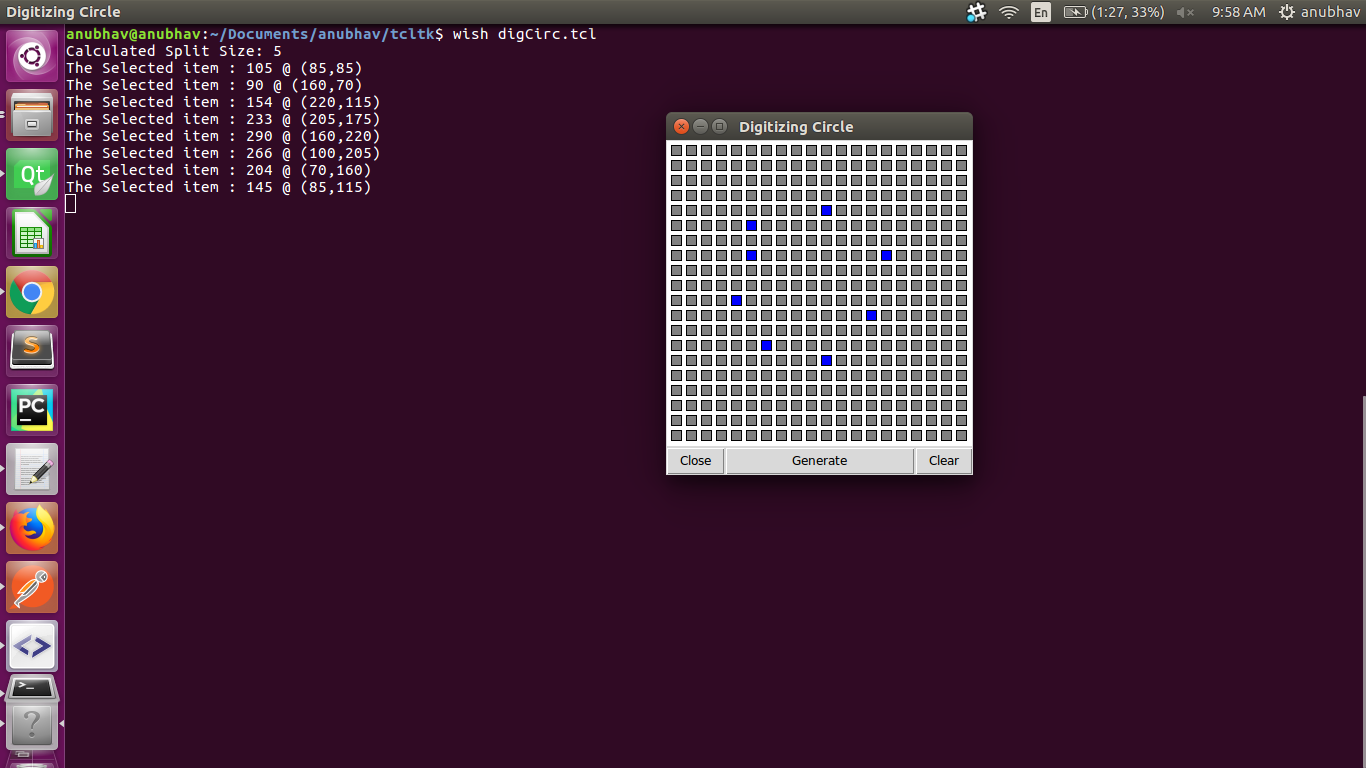 Digitizing Circle
En
(1:27, 33%)
9:58 AM
anubhav
anubhav@anubhav:~/Documents/anubhav/tcltk$ wish digCirc.tcl
Calculated Split Size: 5
The Selected item : 105 @ (85,85)
The Selected item : 90 @ (160,70)
The Selected item : 154 @ (220,115)
The Selected item : 233 @ (205,175)
The Selected item : 290 @ (160,220)
The Selected item : 266 @ (100,205)
The Selected item : 204 @ (70,160)
The Selected item : 145 @ (85,115)
Qt
S
PC
>_
?
Digitizing Circle
Close
Generate
Clear